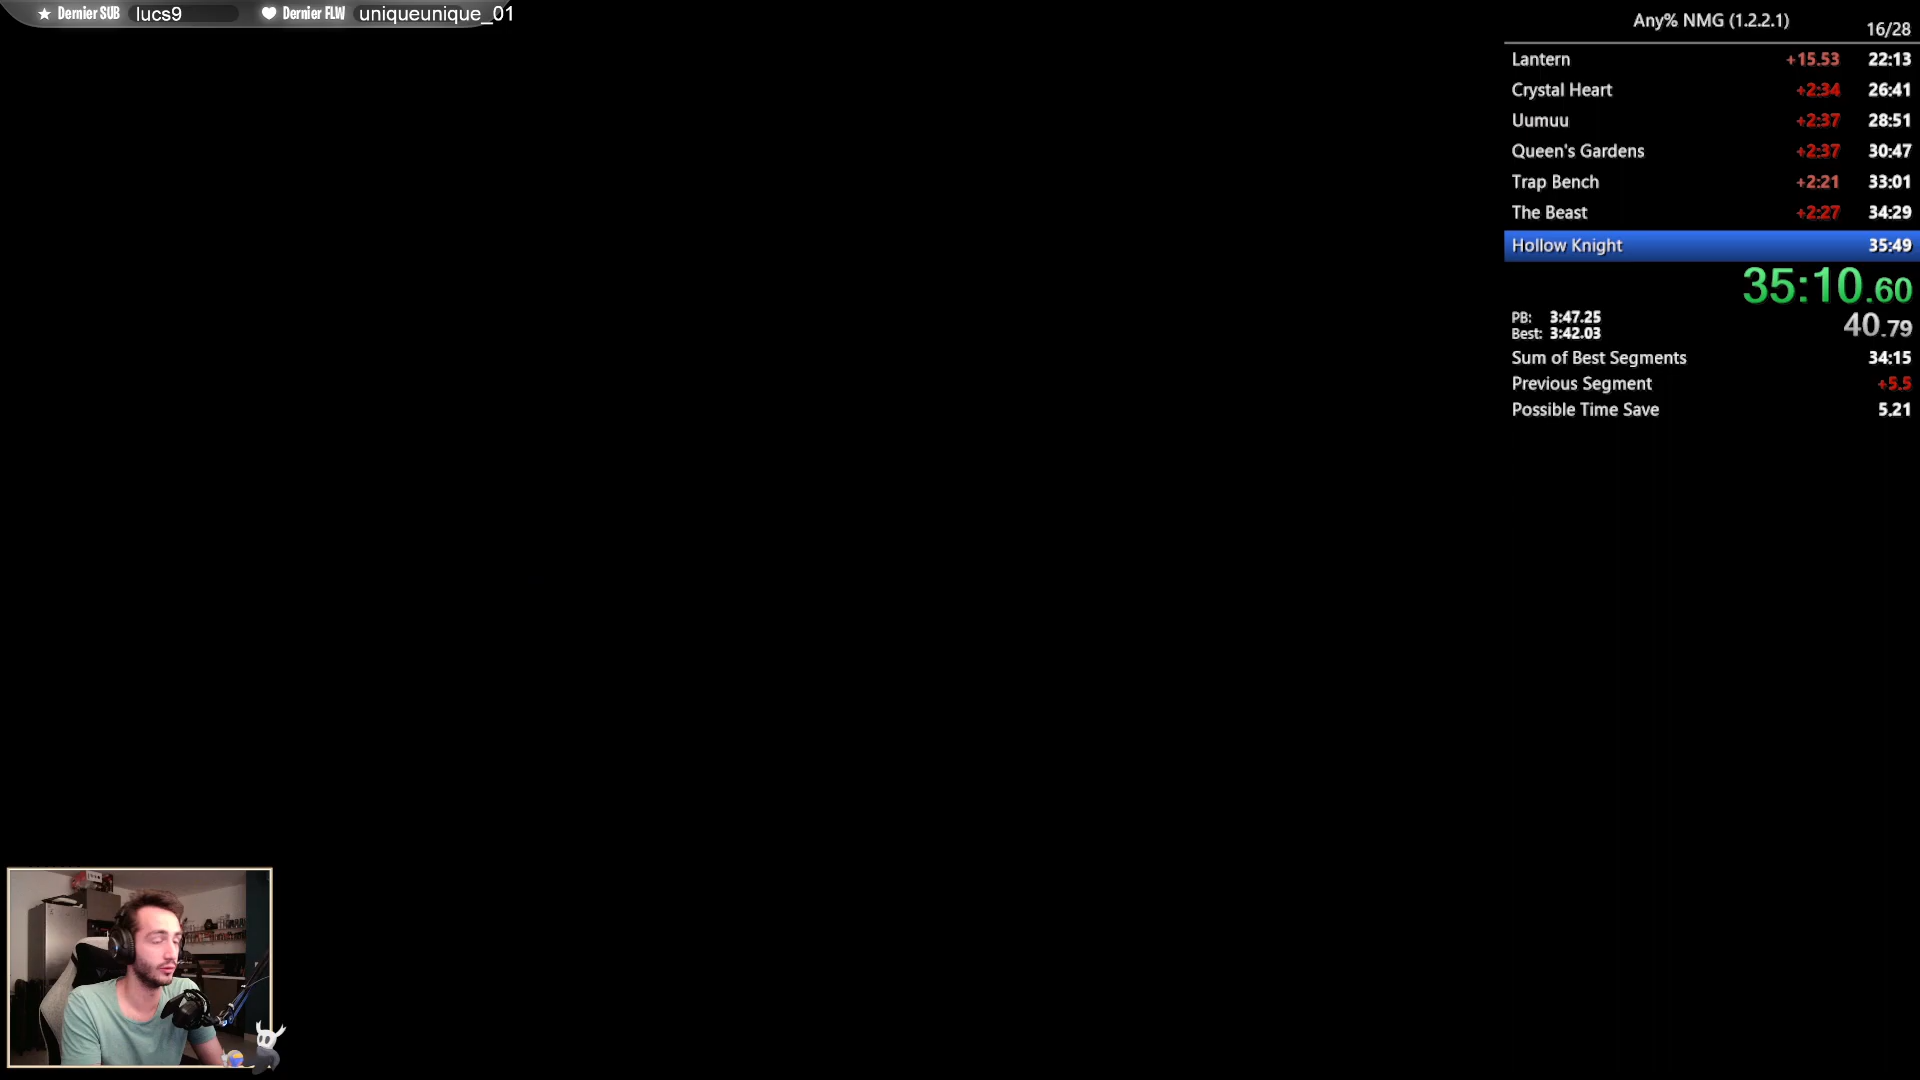 Dernier SUB lucs9 Dernier FLW uniqueunique_01
Any% NMG (1.2.2.1)
16/28
Lantern +15.53 22:13
Crystal Heart +2:34 26:41
Uumuu +2:37 28:51
Queen's Gardens +2:37 30:47
Trap Bench +2:21 33:01
The Beast +2:27 34:29
Hollow Knight 35:49
35:10.60
PB: 3:47.25
40.79
Best: 3:42.03
Sum of Best Segments 34:15
Previous Segment +5.5
Possible Time Save 5.21